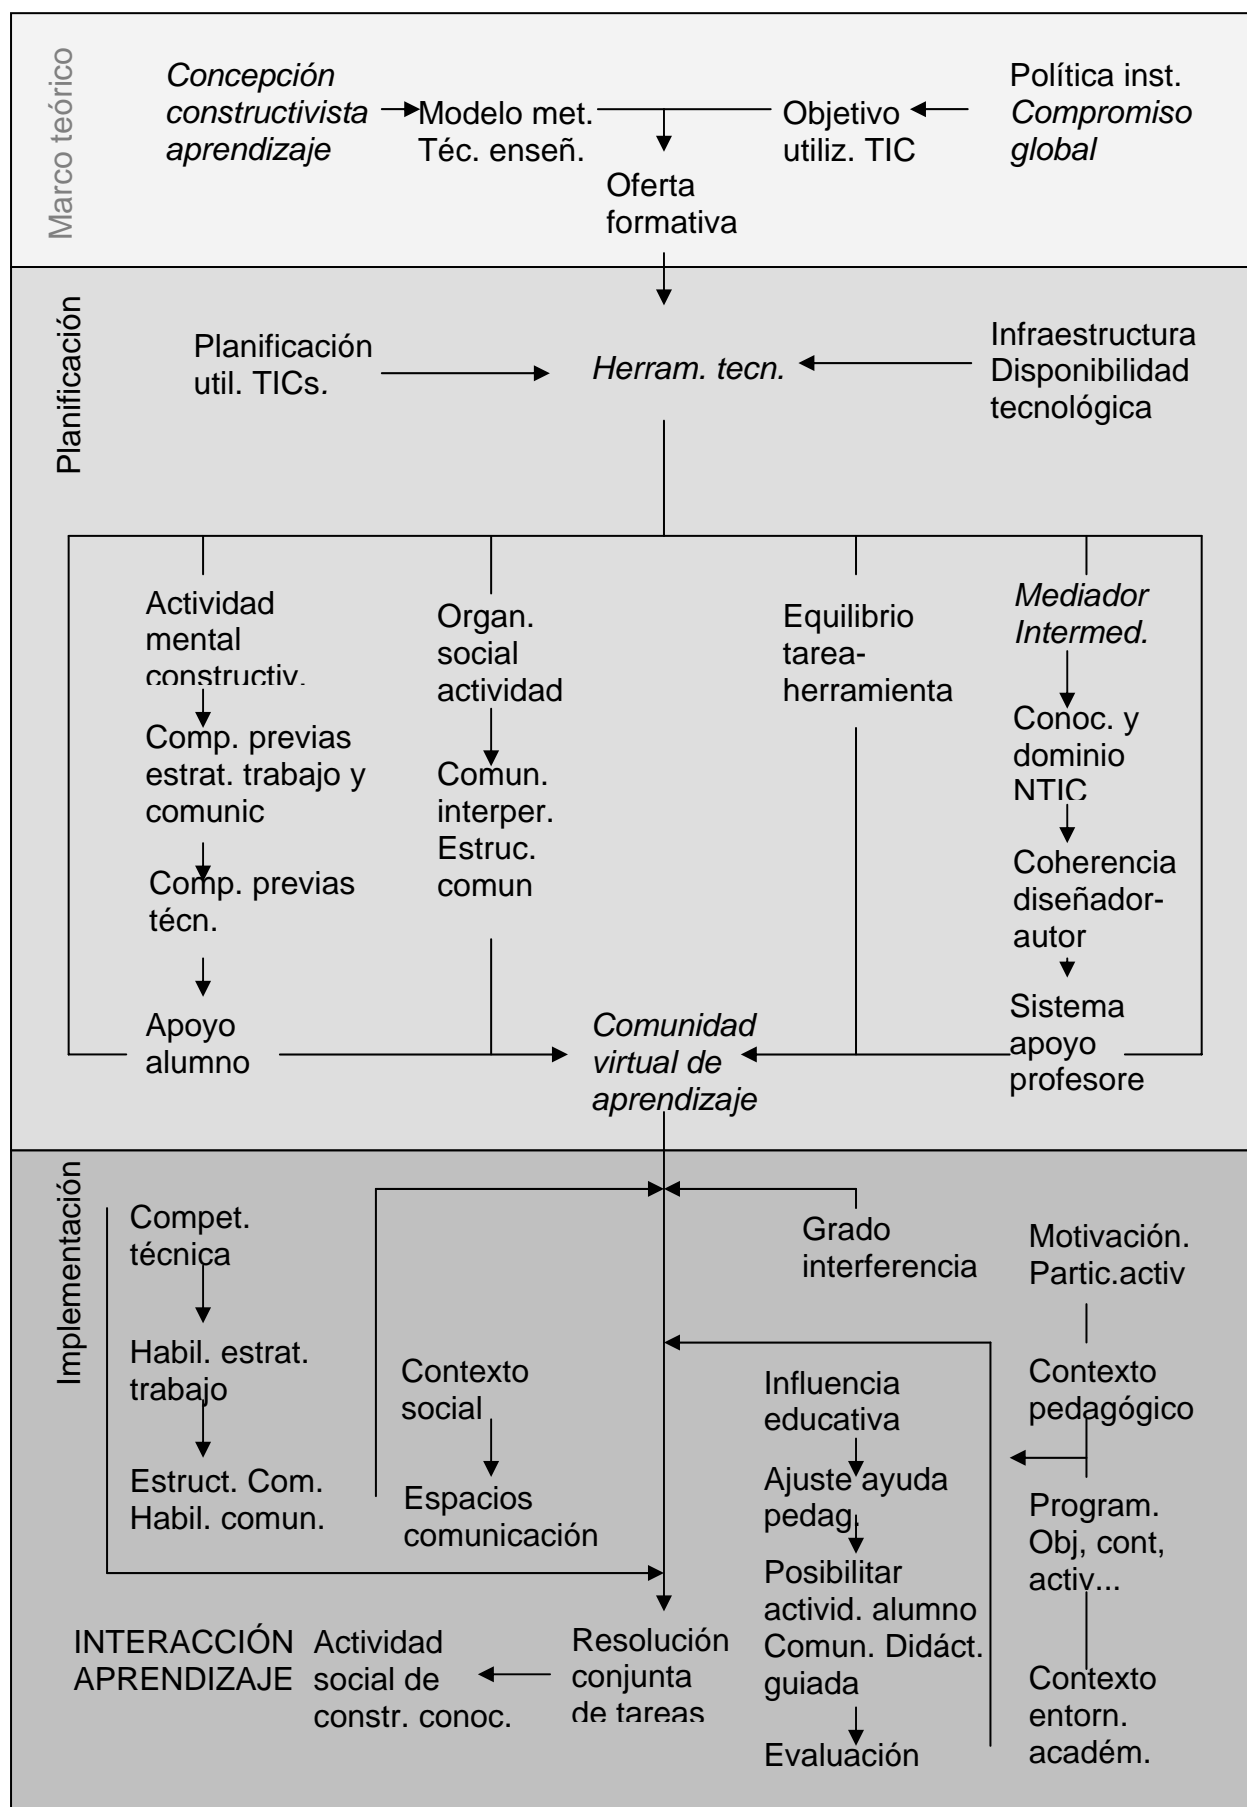 Marco teórico
Concepción
constructivista
aprendizaje
Modelo met.
Téc. enseñ.
Objetivo
utiliz. TIC
Política inst.
Compromiso
global
Oferta
formativa
Planificación
Planificación
util. TICs.
Herram. tecn.
Infraestructura
Disponibilidad
tecnológica
Actividad
mental
constructiv.
Comp. previas
estrat. trabajo y
comunic
Comp. previas
técn.
Apoyo
alumno
Organ.
social
actividad
Comun.
interper.
Estruc.
comun
Equilibrio
tarea-
herramienta
Mediador
Intermed.
Conoc. y
dominio
NTIC
Coherencia
diseñador-
autor
Sistema
apoyo
profesore
Comunidad
virtual de
aprendizaje
Implementación
Compet.
técnica
Habil. estrat.
trabajo
Estruct. Com.
Habil. comun.
Contexto
social
Espacios
comunicación
Grado
interferencia
Influencia
educativa
Ajuste ayuda
pedag.
Posibilitar
activid. alumno
Comun. Didáct.
guiada
Evaluación
Motivación.
Partic.activ
Contexto
pedagógico
Program.
Obj, cont,
activ...
Contexto
entorn.
académ.
Resolución
conjunta
de tareas
Actividad
social de
constr. conoc.
INTERACCIÓN
APRENDIZAJE